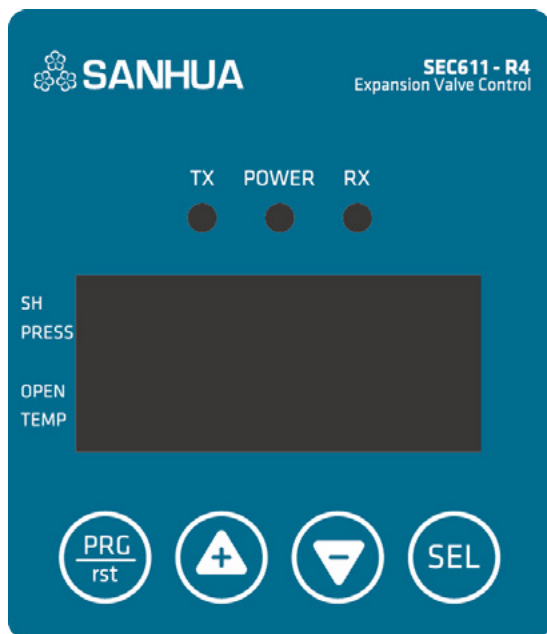 SANHUA
SEC611 - R4
Expansion Valve Control
TX POWER RX
SH
PRESS
OPEN
TEMP
PRG
rst
+
-
SEL